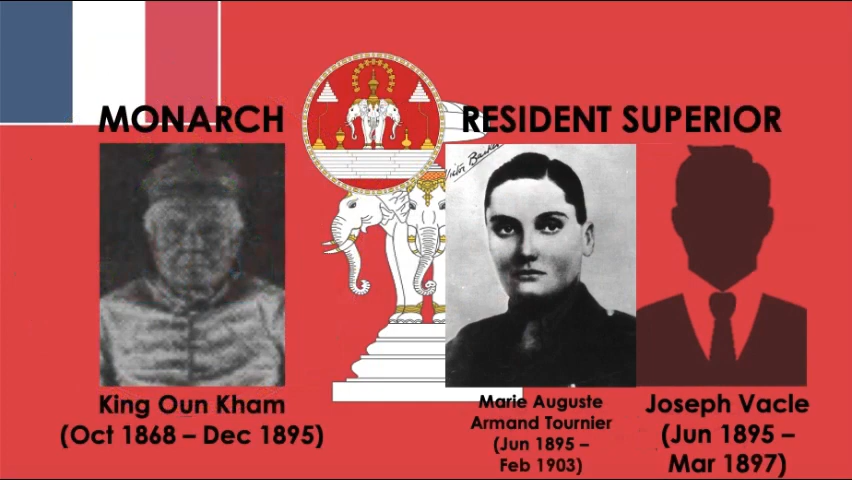 MONARCH
RESIDENT SUPERIOR
King Oun Kham
(Oct 1868 – Dec 1895)
Marie Auguste
Armand Tournier
(Jun 1895 –
Feb 1903)
Joseph Vacle
(Jun 1895 –
Mar 1897)